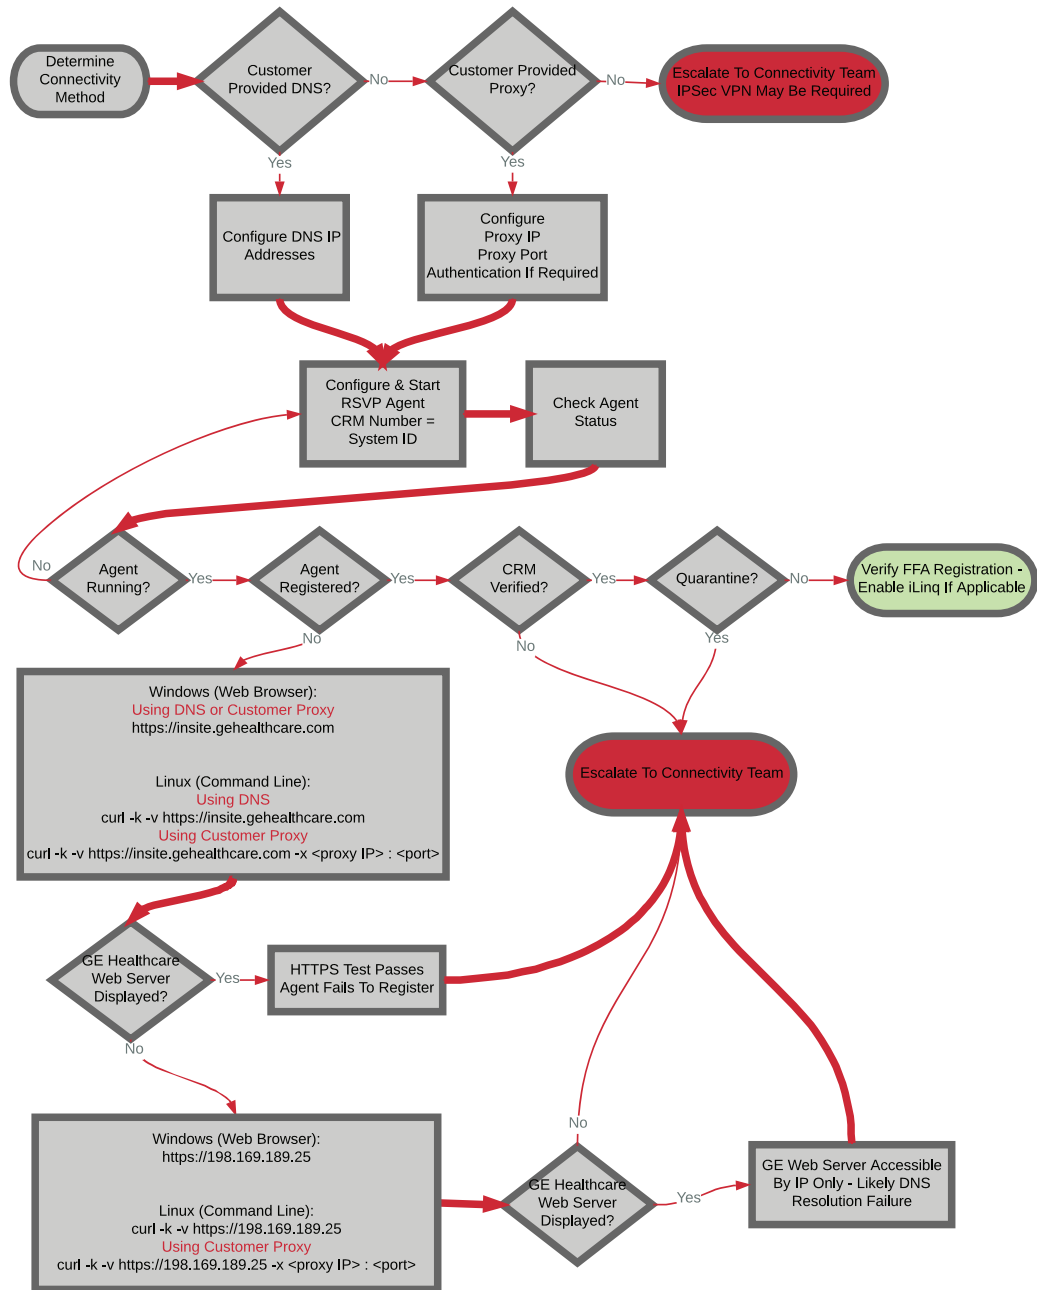 Determine
Connectivity
Method
Customer
Provided DNS?
No
Customer Provided
Proxy?
No
Escalate To Connectivity Team
IPSec VPN May Be Required
Yes
Yes
Configure DNS IP
Addresses
Configure
Proxy IP
Proxy Port
Authentication If Required
Configure & Start
RSVP Agent
CRM Number =
System ID
Check Agent
Status
No
Agent
Running?
Yes
Agent
Registered?
Yes
CRM
Verified?
Yes
Quarantine?
No
Verify FFA Registration -
Enable iLinq If Applicable
No
No
Yes
Windows (Web Browser):
Using DNS or Customer Proxy
https://insite.gehealthcare.com
Linux (Command Line):
Using DNS
curl -k -v https://insite.gehealthcare.com
Using Customer Proxy
curl -k -v https://insite.gehealthcare.com -x <proxy IP> : <port>
Escalate To Connectivity Team
GE Healthcare
Web Server
Displayed?
Yes
HTTPS Test Passes
Agent Fails To Register
No
Windows (Web Browser):
https://198.169.189.25
Linux (Command Line):
curl -k -v https://198.169.189.25
Using Customer Proxy
curl -k -v https://198.169.189.25 -x <proxy IP> : <port>
No
GE Healthcare
Web Server
Displayed?
Yes
GE Web Server Accessible
By IP Only - Likely DNS
Resolution Failure